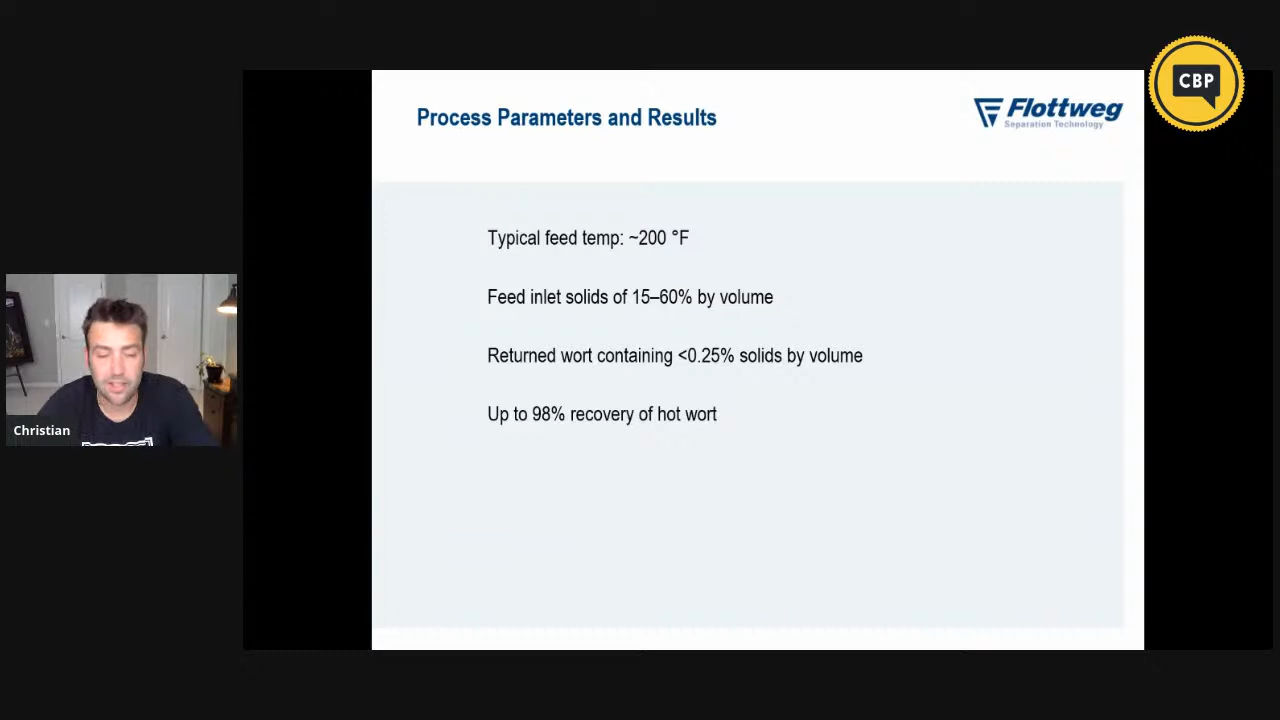 CBP
Process Parameters and Results
Flottweg
Separation Technology
Typical feed temp: ~200 °F
Feed inlet solids of 15–60% by volume
Returned wort containing <0.25% solids by volume
Up to 98% recovery of hot wort
Christian